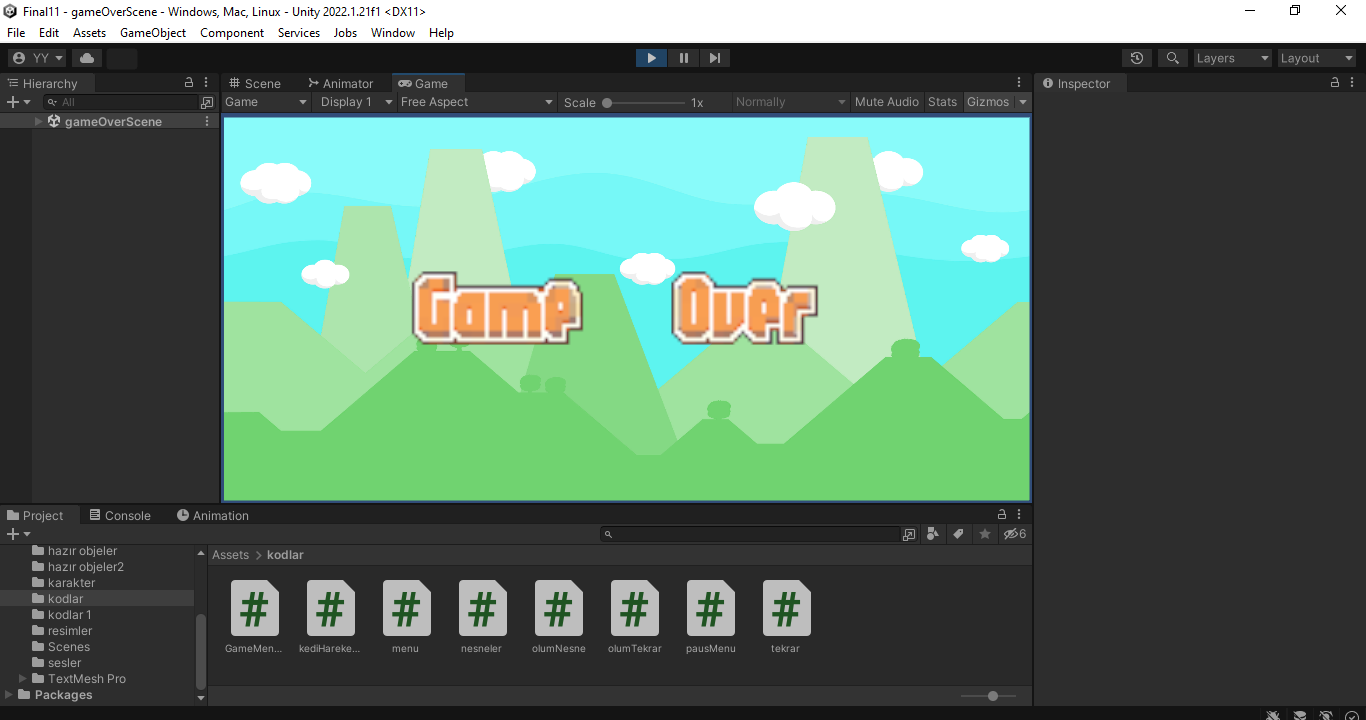 Final11 - gameOverScene - Windows, Mac, Linux - Unity 2022.1.21f1 <DX11>
File Edit Assets GameObject Component Services Jobs Window Help
YY Layers Layout
Hierarchy Scene Animator Game Inspector
All Game Display 1 Free Aspect Scale 1x Normally Mute Audio Stats Gizmos
gameOverScene
Game Over
Project Console Animation
6
hazır objeler
hazır objeler2
karakter
kodlar
kodlar 1
resimler
Scenes
sesler
TextMesh Pro
Packages
Assets > kodlar
# # # # # # # #
GameMen... kediHareke... menu nesneler olumNesne olumTekrar pausMenu tekrar